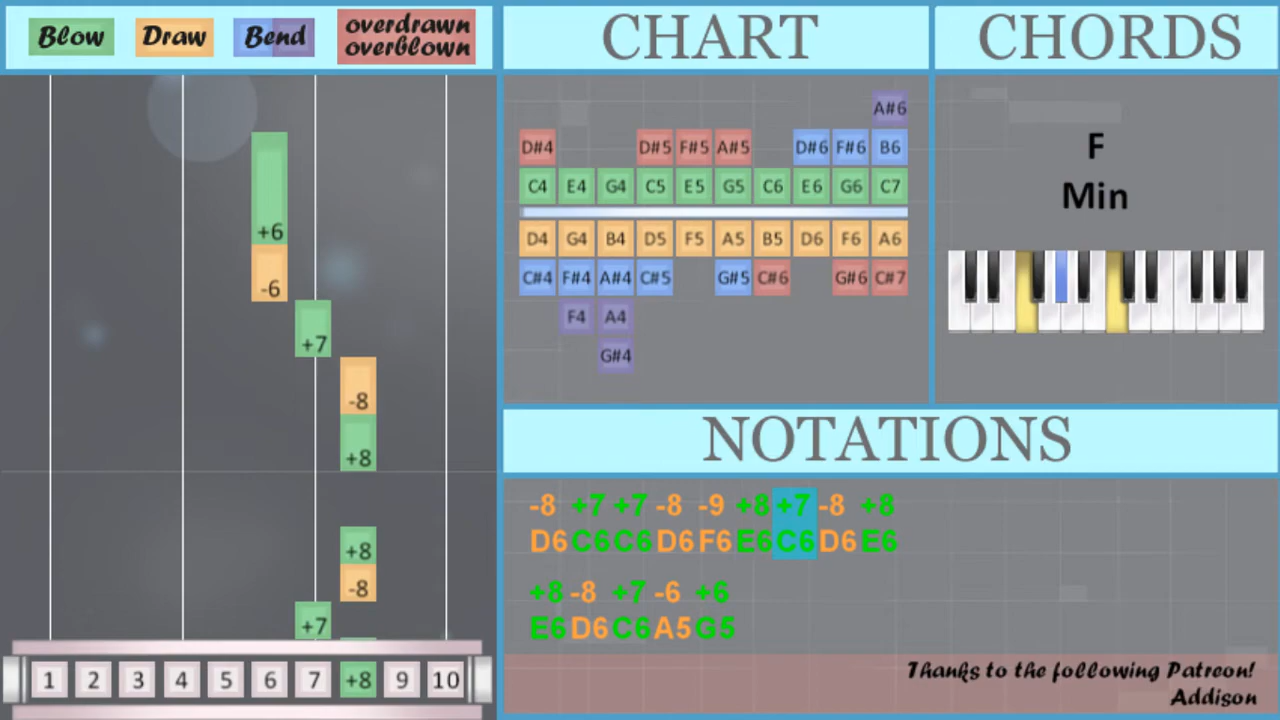 Blow Draw Bend overdrawn
overblown
CHART
CHORDS
+6
-6
+7
-8
+8
+8
-8
+7
1 2 3 4 5 6 7 +8 9 10
A#6
D#4 D#5 F#5 A#5 D#6 F#6 B6
C4 E4 G4 C5 E5 G5 C6 E6 G6 C7
D4 G4 B4 D5 F5 A5 B5 D6 F6 A6
C#4 F#4 A#4 C#5 G#5 C#6 G#6 C#7
F4 A4
G#4
F
Min
NOTATIONS
-8 +7 +7 -8 -9 +8 +7 -8 +8
D6 C6 C6 D6 F6 E6 C6 D6 E6
+8 -8 +7 -6 +6
E6 D6 C6 A5 G5
Thanks to the following Patreon!
Addison